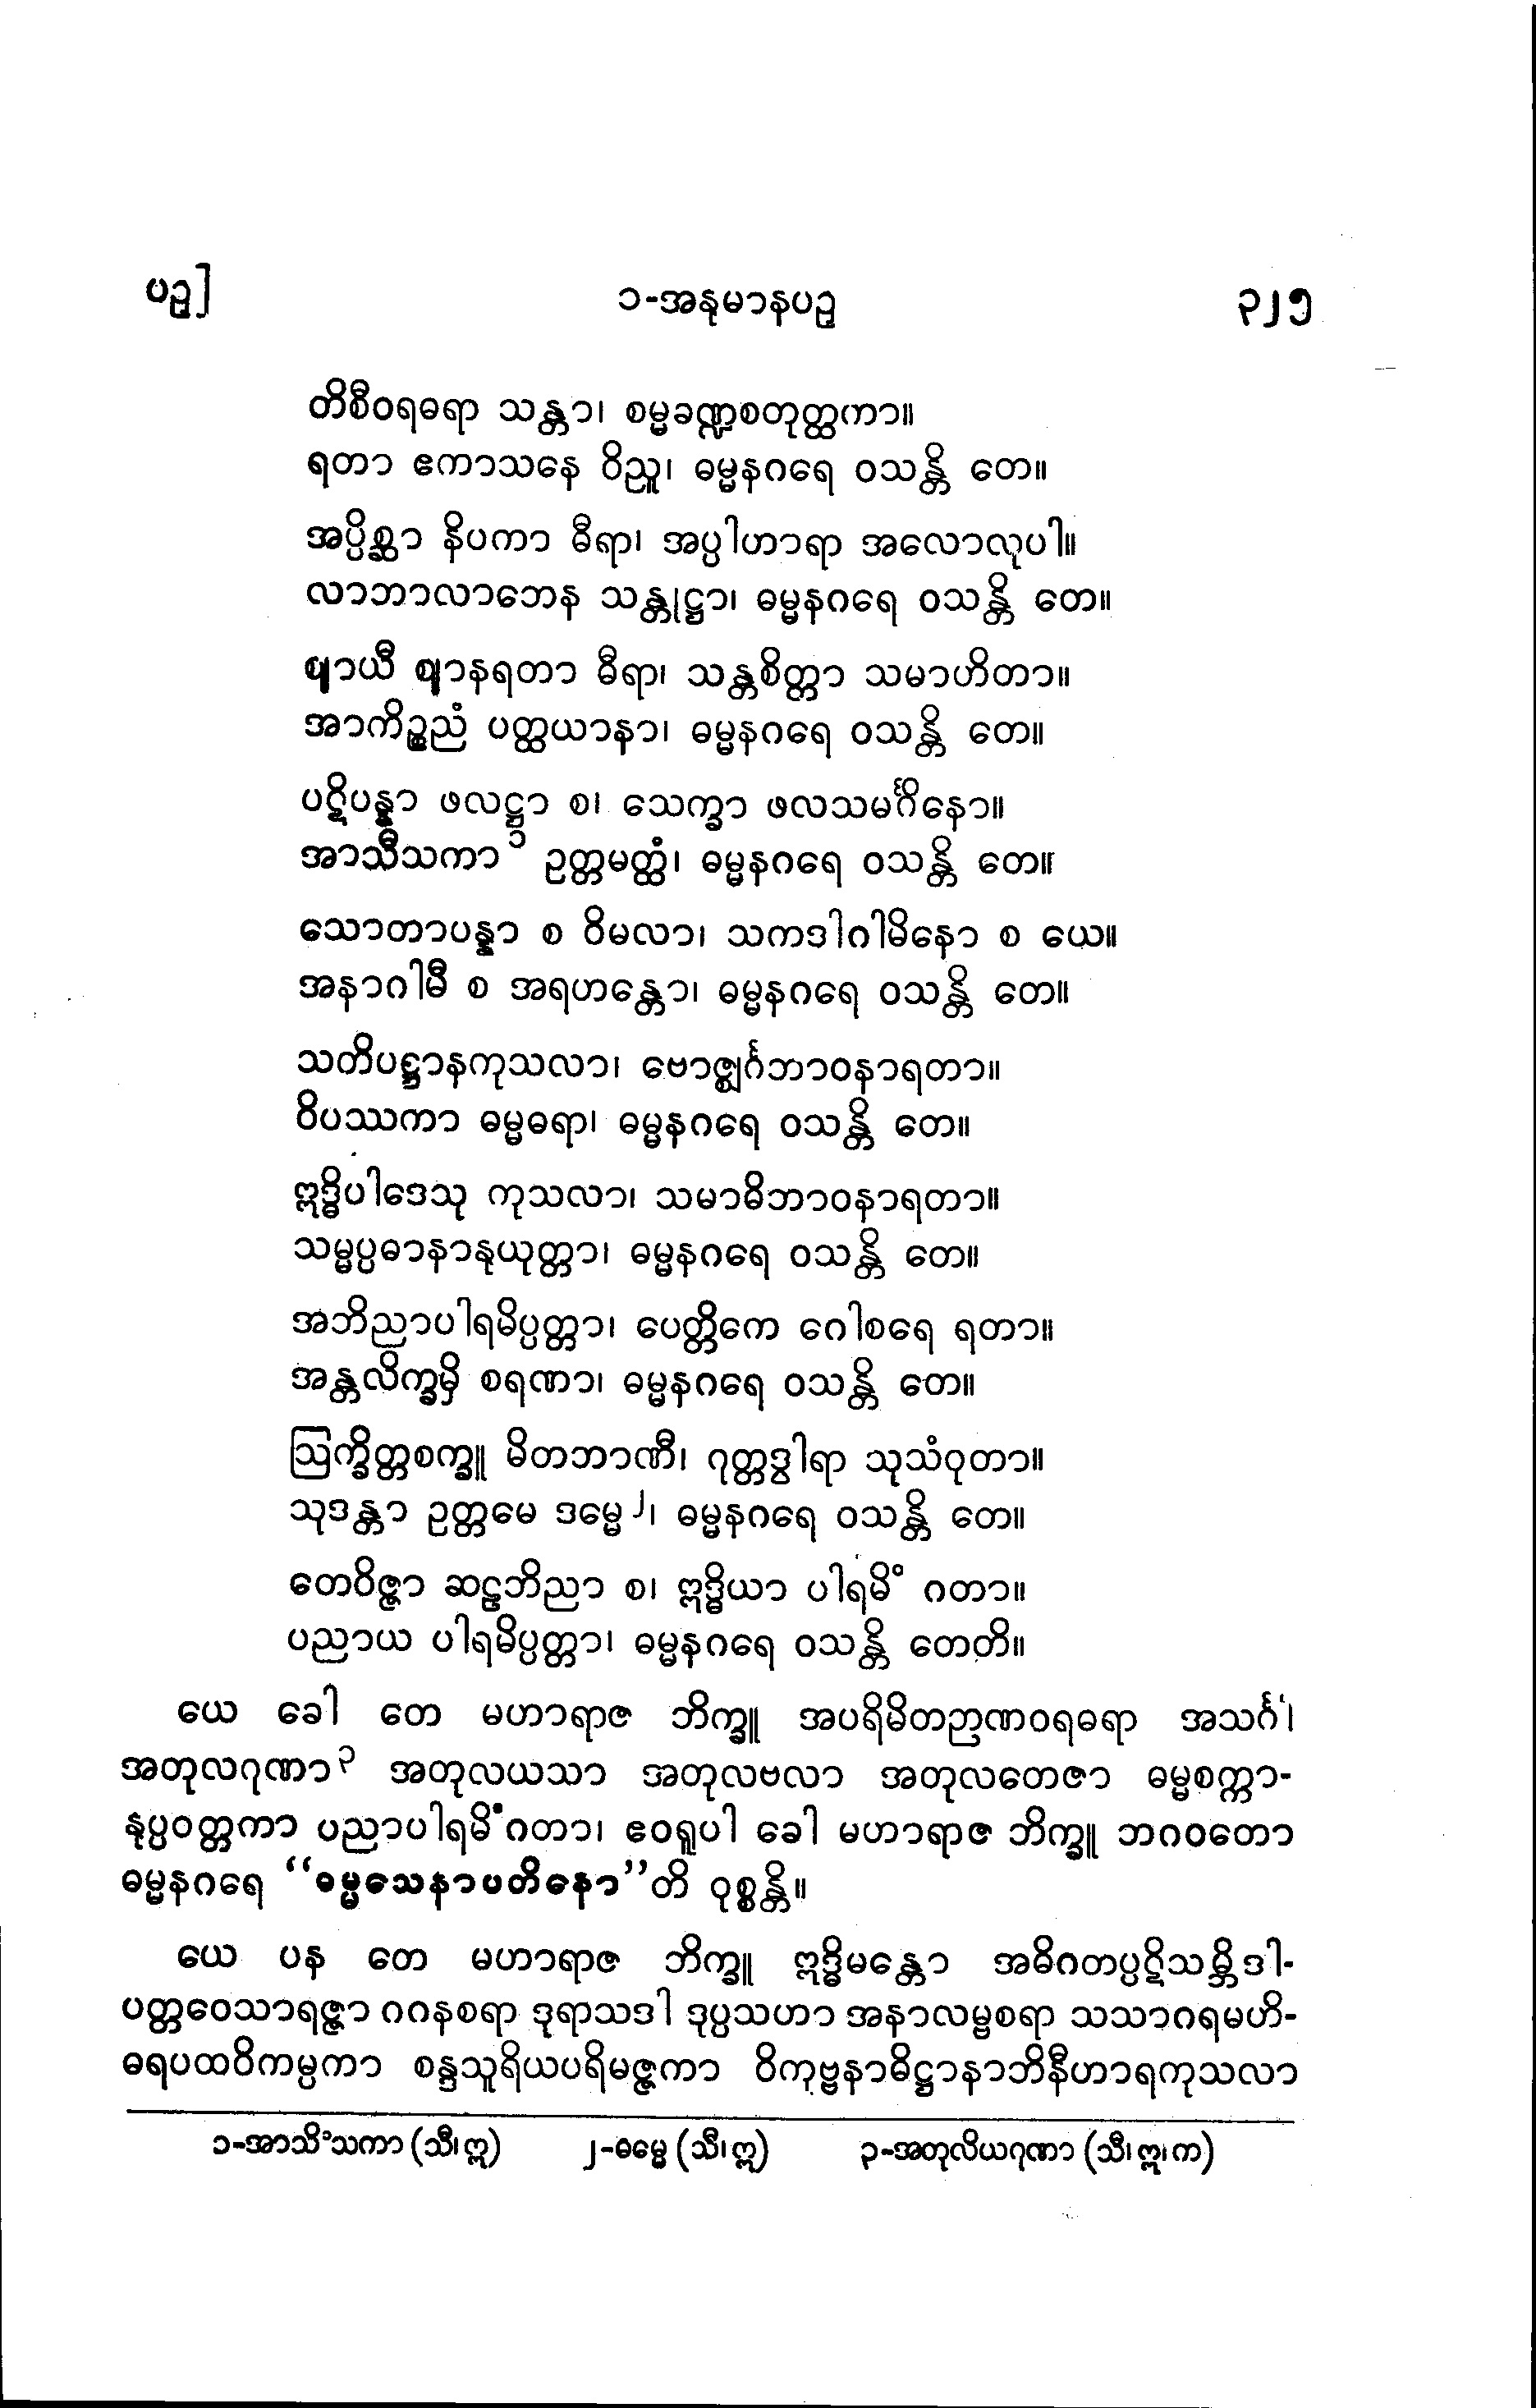 ပဉှ]
၁-အနုမာနပဉှ
၃၂၅
တိစီဝရဓရာ သန္တာ၊ စမ္မခဏ္ဍစတုတ္ထကာ။
ရတာ ဧကာသနေ ဝိညူ၊ ဓမ္မနဂရေ ဝသန္တိ တေ။
အပ္ပိစ္ဆာ နိပကာ ဓီရာ၊ အပ္ပါဟာရာ အလောလုပါ။
လာဘာလာဘေန သန္တုဋ္ဌာ၊ ဓမ္မနဂရေ ဝသန္တိ တေ။
ဈာယီ ဈာနရတာ ဓီရာ၊ သန္တစိတ္တာ သမာဟိတာ။
အာကိဉ္စညံ ပတ္ထယာနာ၊ ဓမ္မနဂရေ ဝသန္တိ တေ။
ပဋိပန္နာ ဖလဋ္ဌာ စ၊ သေက္ခာ ဖလသမင်္ဂိနော။
အာသီသကာ ၁ ဥတ္တမတ္ထံ၊ ဓမ္မနဂရေ ဝသန္တိ တေ။
သောတာပန္နာ စ ဝိမလာ၊ သကဒါဂါမိနော စ ယေ။
အနာဂါမီ စ အရဟန္တော၊ ဓမ္မနဂရေ ဝသန္တိ တေ။
သတိပဋ္ဌာနကုသလာ၊ ဗောဇ္ဈင်္ဂဘာဝနာရတာ။
ဝိပဿကာ ဓမ္မဓရာ၊ ဓမ္မနဂရေ ဝသန္တိ တေ။
ဣဒ္ဓိပါဒေသု ကုသလာ၊ သမာဓိဘာဝနာရတာ။
သမ္မပ္ပဓာနာနုယုတ္တာ၊ ဓမ္မနဂရေ ဝသန္တိ တေ။
အဘိညာပါရမိပ္ပတ္တာ၊ ပေတ္တိကေ ဂေါစရေ ရတာ။
အန္တလိက္ခမှိ စရဏာ၊ ဓမ္မနဂရေ ဝသန္တိ တေ။
ဩက္ခိတ္တစက္ခူ မိတဘာဏီ၊ ဂုတ္တဒွါရာ သုသံဝုတာ။
သုဒန္တာ ဥတ္တမေ ဒမ္မေ ၂၊ ဓမ္မနဂရေ ဝသန္တိ တေ။
တေဝိဇ္ဇာ ဆဠဘိညာ စ၊ ဣဒ္ဓိယာ ပါရမိံ ဂတာ။
ပညာယ ပါရမိပ္ပတ္တာ၊ ဓမ္မနဂရေ ဝသန္တိ တေတိ။
ယေ ခေါ တေ မဟာရာဇ ဘိက္ခူ အပရိမိတဉာဏဝရဓရာ အသင်္ဂါ
အတုလဂုဏာ ၃ အတုလယသာ အတုလဗလာ အတုလတေဇာ ဓမ္မစက္ကာ-
နုပ္ပဝတ္တကာ ပညာပါရမိံဂတာ၊ ဧဝရူပါ ခေါ မဟာရာဇ ဘိက္ခူ ဘဂဝတော
ဓမ္မနဂရေ “ဓမ္မသေနာပတိနော”တိ ဝုစ္စန္တိ။
ယေ ပန တေ မဟာရာဇ ဘိက္ခူ ဣဒ္ဓိမန္တော အဓိဂတပ္ပဋိသမ္ဘိဒါ-
ပတ္တဝေသာရဇ္ဇာ ဂဂနစရာ ဒုရာသဒါ ဒုပ္ပသဟာ အနာလမ္ဗစရာ သသာဂရမဟိ-
ဓရပထဝိကမ္ပကာ စန္ဒသူရိယပရိမဇ္ဇကာ ဝိကုဗ္ဗနာဓိဋ္ဌာနာဘိနီဟာရကုသလာ
၁-အာသိံသကာ (သီ၊ ဣ) ၂-ဓမ္မေ (သီ၊ ဣ) ၃-အတုလိယဂုဏာ (သီ၊ ဣ၊ က)